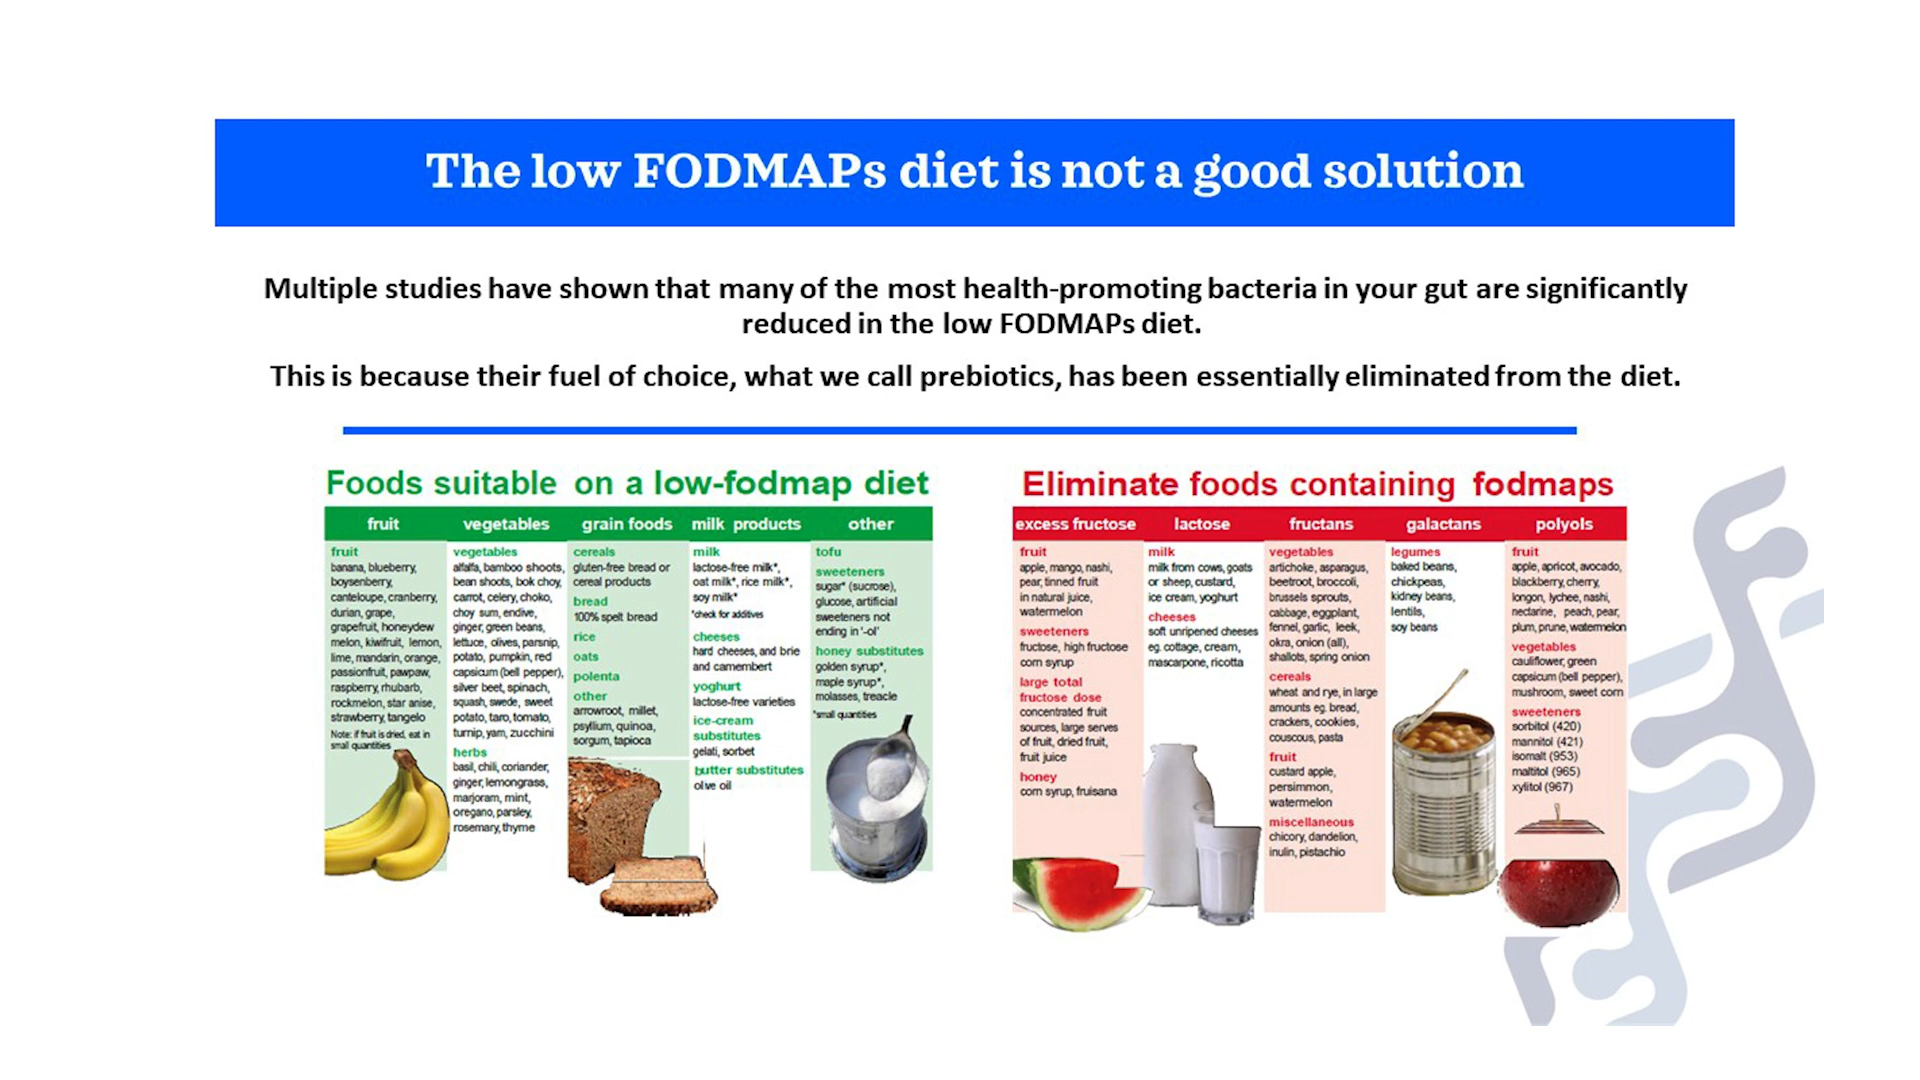 The low FODMAPs diet is not a good solution
Multiple studies have shown that many of the most health-promoting bacteria in your gut are significantly
reduced in the low FODMAPs diet.
This is because their fuel of choice, what we call prebiotics, has been essentially eliminated from the diet.
Foods suitable on a low-fodmap diet
fruit
fruit
banana, blueberry,
boysenberry,
canteloupe, cranberry,
durian, grape,
grapefruit, honeydew
melon, kiwifruit, lemon,
lime, mandarin, orange,
passionfruit, pawpaw,
raspberry, rhubarb,
rockmelon, star anise,
strawberry, tangelo
Note: if fruit is dried, eat in
small quantities
vegetables
vegetables
alfalfa, bamboo shoots,
bean shoots, bok choy,
carrot, celery, choko,
choy sum, endive,
ginger, green beans,
lettuce, olives, parsnip,
potato, pumpkin, red
capsicum (bell pepper),
silver beet, spinach,
squash, swede, sweet
potato, taro, tomato,
turnip, yam, zucchini
herbs
basil, chili, coriander,
ginger, lemongrass,
marjoram, mint,
oregano, parsley,
rosemary, thyme
grain foods
cereals
gluten-free bread or
cereal products
bread
100% spelt bread
rice
oats
polenta
other
arrowroot, millet,
psyllium, quinoa,
sorgum, tapioca
milk products
milk
lactose-free milk*,
oat milk*, rice milk*,
soy milk*
*check for additives
cheeses
hard cheeses, and brie
and camembert
yoghurt
lactose-free varieties
ice-cream
substitutes
gelati, sorbet
butter substitutes
olive oil
other
tofu
sweeteners
sugar* (sucrose),
glucose, artificial
sweeteners not
ending in '-ol'
honey substitutes
golden syrup*,
maple syrup*,
molasses, treacle
*small quantities
Eliminate foods containing fodmaps
excess fructose
fruit
apple, mango, nashi,
pear, tinned fruit
in natural juice,
watermelon
sweeteners
fructose, high fructose
corn syrup
large total
fructose dose
concentrated fruit
sources, large serves
of fruit, dried fruit,
fruit juice
honey
corn syrup, fruisana
lactose
milk
milk from cows, goats
or sheep, custard,
ice cream, yoghurt
cheeses
soft unripened cheeses
eg. cottage, cream,
mascarpone, ricotta
fructans
vegetables
artichoke, asparagus,
beetroot, broccoli,
brussels sprouts,
cabbage, eggplant,
fennel, garlic, leek,
okra, onion (all),
shallots, spring onion
cereals
wheat and rye, in large
amounts eg. bread,
crackers, cookies,
couscous, pasta
fruit
custard apple,
persimmon,
watermelon
miscellaneous
chicory, dandelion,
inulin, pistachio
galactans
legumes
baked beans,
chickpeas,
kidney beans,
lentils,
soy beans
polyols
fruit
apple, apricot, avocado,
blackberry, cherry,
longon, lychee, nashi,
nectarine, peach, pear,
plum, prune, watermelon
vegetables
cauliflower, green
capsicum (bell pepper),
mushroom, sweet corn
sweeteners
sorbitol (420)
mannitol (421)
isomalt (953)
maltitol (965)
xylitol (967)